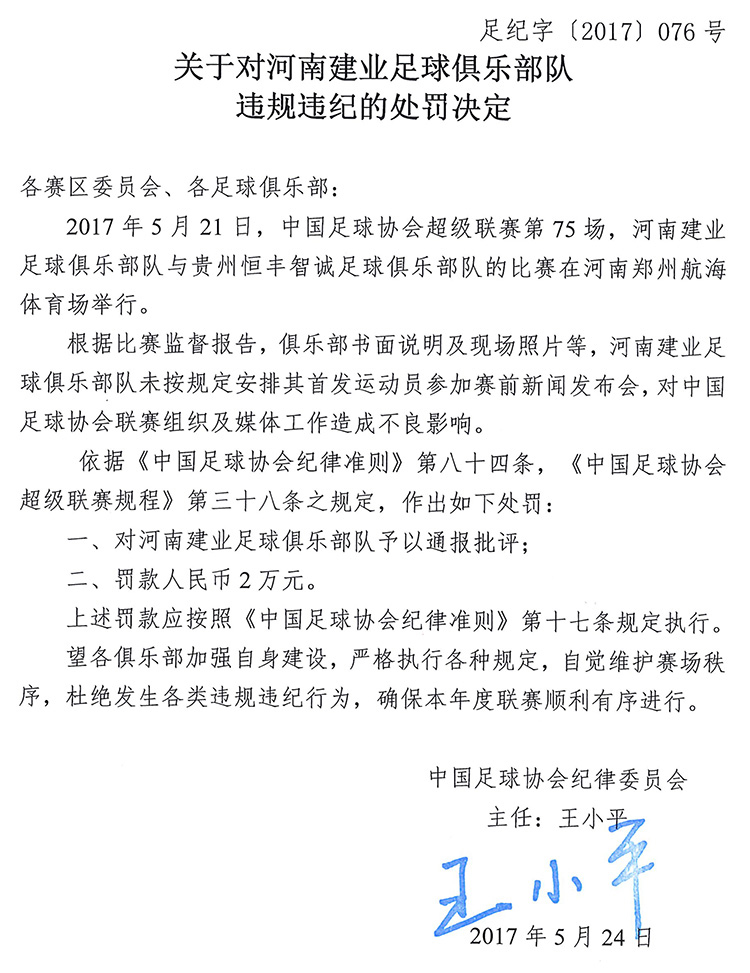 足纪字〔2017〕076 号
关于对河南建业足球俱乐部队
违规违纪的处罚决定
各赛区委员会、各足球俱乐部：
2017 年 5 月 21 日，中国足球协会超级联赛第 75 场，河南建业
足球俱乐部队与贵州恒丰智诚足球俱乐部队的比赛在河南郑州航海
体育场举行。
根据比赛监督报告，俱乐部书面说明及现场照片等，河南建业足
球俱乐部队未按规定安排其首发运动员参加赛前新闻发布会，对中国
足球协会联赛组织及媒体工作造成不良影响。
依据《中国足球协会纪律准则》第八十四条，《中国足球协会
超级联赛规程》第三十八条之规定，作出如下处罚：
一、对河南建业足球俱乐部队予以通报批评；
二、罚款人民币 2 万元。
上述罚款应按照《中国足球协会纪律准则》第十七条规定执行。
望各俱乐部加强自身建设，严格执行各种规定，自觉维护赛场秩
序，杜绝发生各类违规违纪行为，确保本年度联赛顺利有序进行。
中国足球协会纪律委员会
主任：王小平
王小平
2017 年 5 月 24 日